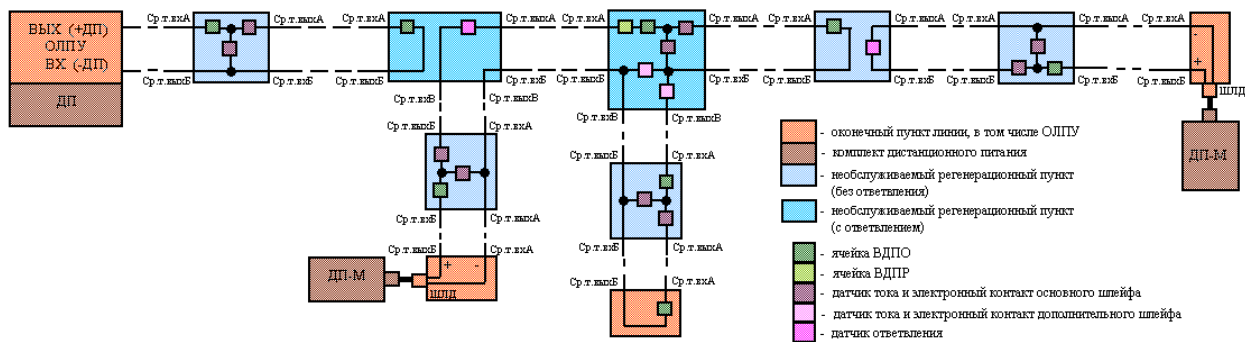 Ср.т.вхА Ср.т.выхА Ср.т.вхА Ср.т.выхА Ср.т.вхА Ср.т.выхА Ср.т.вхА Ср.т.выхА Ср.т.вхА Ср.т.выхА Ср.т.вхА
ВЫХ (+ДП)
ОЛПУ
ВХ (-ДП)
ДП
Ср.т.выхБ Ср.т.вхБ Ср.т.выхБ Ср.т.вхБ Ср.т.выхБ Ср.т.вхБ Ср.т.выхБ Ср.т.вхБ Ср.т.выхБ Ср.т.вхБ Ср.т.выхБ
-
+
ШЛД
ДП-М
Ср.т.вхВ Ср.т.выхВ
Ср.т.выхБ Ср.т.вхА
Ср.т.вхБ Ср.т.выхА
Ср.т.выхБ Ср.т.вхА
+ -
ДП-М
ШЛД
Ср.т.вхВ Ср.т.выхВ
Ср.т.выхБ Ср.т.вхА
Ср.т.вхБ Ср.т.выхА
Ср.т.выхБ Ср.т.вхА
- оконечный пункт линии, в том числе ОЛПУ
- комплект дистанционного питания
- необслуживаемый регенерационный пункт
(без ответвления)
- необслуживаемый регенерационный пункт
(с ответвлением)
- ячейка ВДПО
- ячейка ВДПР
- датчик тока и электронный контакт основного шлейфа
- датчик тока и электронный контакт дополнительного шлейфа
- датчик ответвления